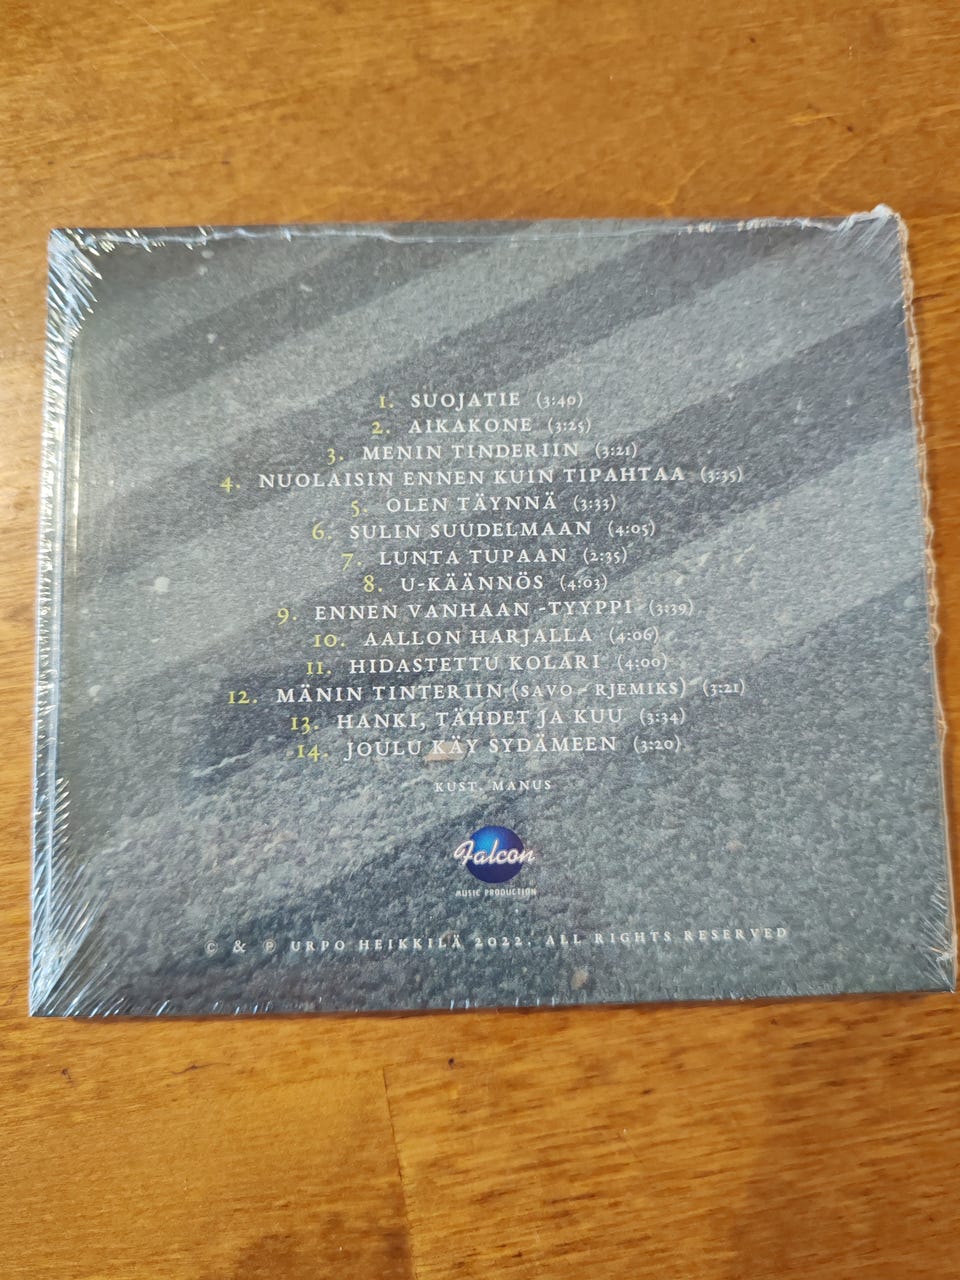 1. SUOJATIE (3:40)
2. AIKAKONE (3:25)
3. MENIN TINDERIIN (3:21)
4. NUOLAISIN ENNEN KUIN TIPAHTAA (3:35)
5. OLEN TÄYNNÄ (3:33)
6. SULIN SUUDELMAAN (4:05)
7. LUNTA TUPAAN (2:35)
8. U-KÄÄNNÖS (4:03)
9. ENNEN VANHAAN -TYYPPI (3:39)
10. AALLON HARJALLA (4:06)
11. HIDASTETTU KOLARI (4:00)
12. MÄNIN TINTERIIN (SAVO - RJEMIKS) (3:21)
13. HANKI, TÄHDET JA KUU (3:34)
14. JOULU KÄY SYDÄMEEN (3:20)
KUST. MANUS
Falcon
MUSIC PRODUCTION
© & ℗ URPO HEIKKILÄ 2022. ALL RIGHTS RESERVED